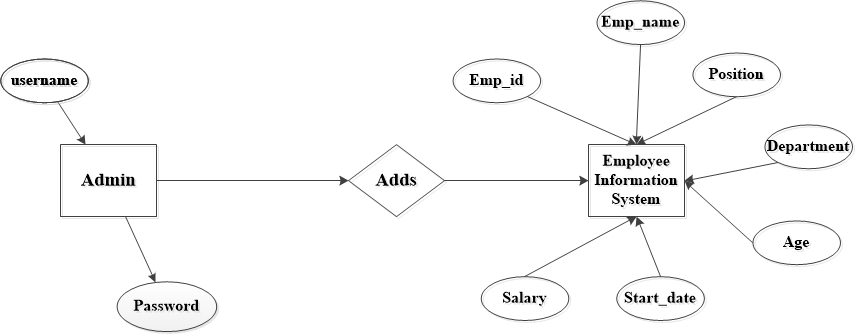 Emp_name
username
Emp_id
Position
Department
Admin
Adds
Employee
Information
System
Age
Password
Salary
Start_date